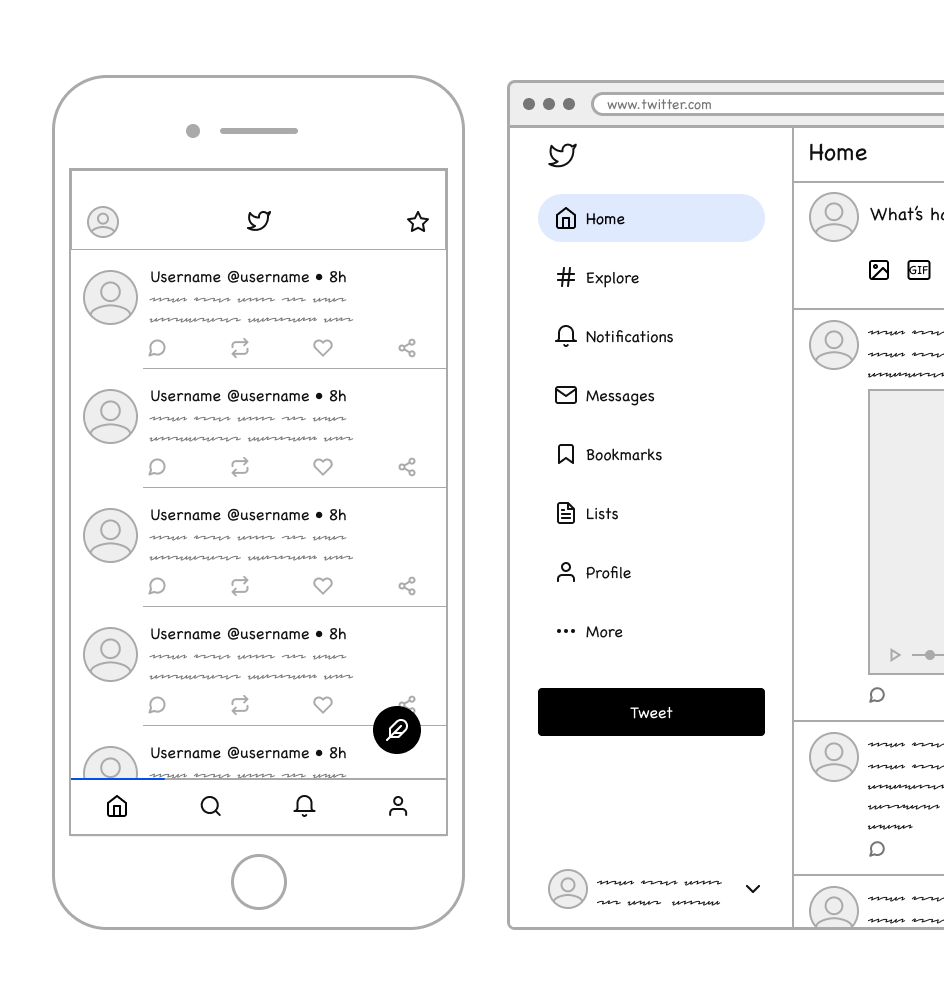 Username @username • 8h
Username @username • 8h
Username @username • 8h
Username @username • 8h
Username @username • 8h
www.twitter.com
Home
Explore
Notifications
Messages
Bookmarks
Lists
Profile
More
Tweet
Home
What's ha
GIF